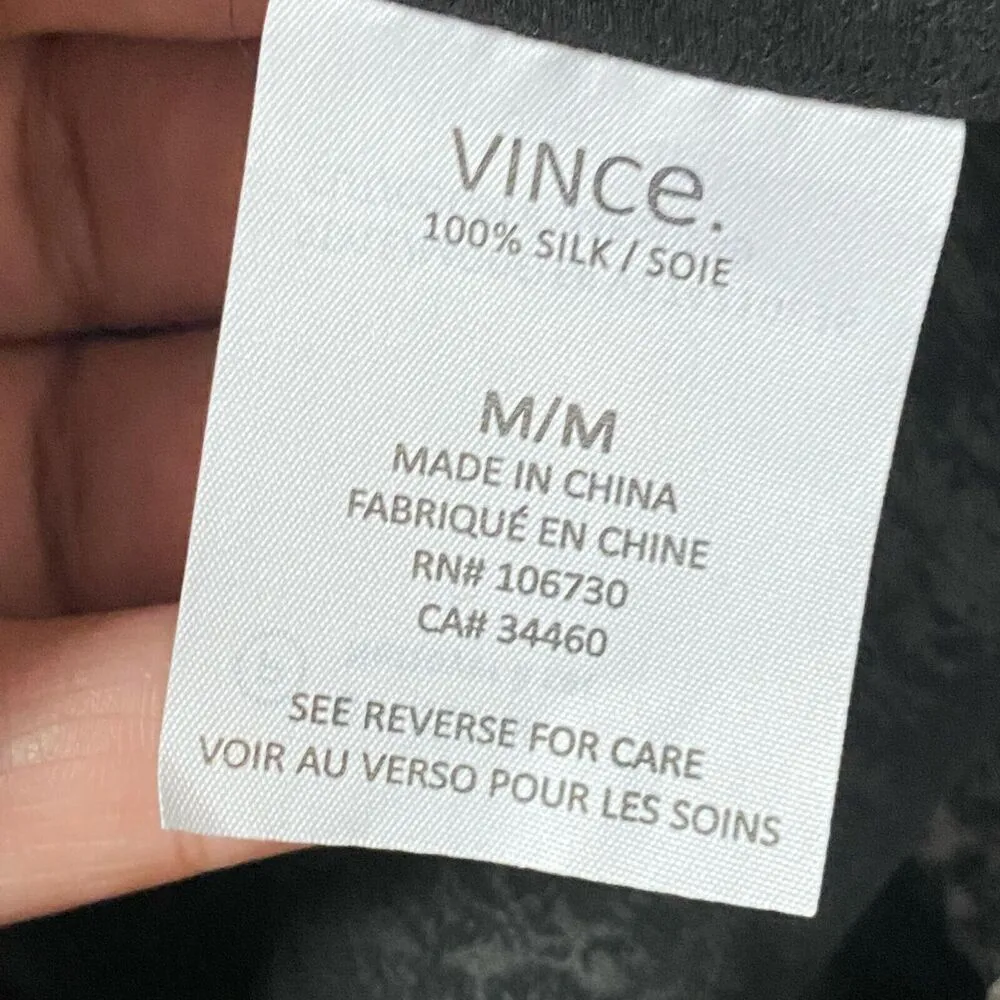 VINCe.
100% SILK / SOIE
M/M
MADE IN CHINA
FABRIQUÉ EN CHINE
RN# 106730
CA# 34460
SEE REVERSE FOR CARE
VOIR AU VERSO POUR LES SOINS